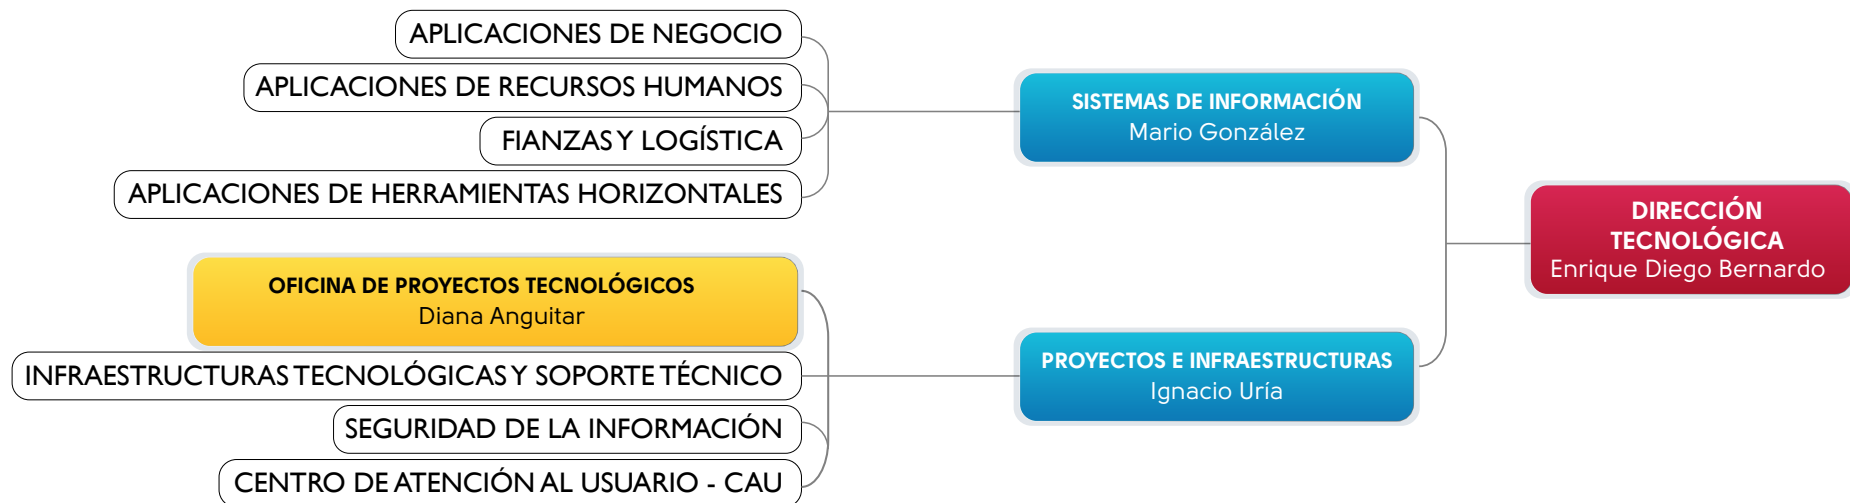 APLICACIONES DE NEGOCIO
APLICACIONES DE RECURSOS HUMANOS
FIANZAS Y LOGÍSTICA
APLICACIONES DE HERRAMIENTAS HORIZONTALES
SISTEMAS DE INFORMACIÓN
Mario González
DIRECCIÓN
TECNOLÓGICA
Enrique Diego Bernardo
OFICINA DE PROYECTOS TECNOLÓGICOS
Diana Anguitar
INFRAESTRUCTURAS TECNOLÓGICAS Y SOPORTE TÉCNICO
SEGURIDAD DE LA INFORMACIÓN
CENTRO DE ATENCIÓN AL USUARIO - CAU
PROYECTOS E INFRAESTRUCTURAS
Ignacio Uría